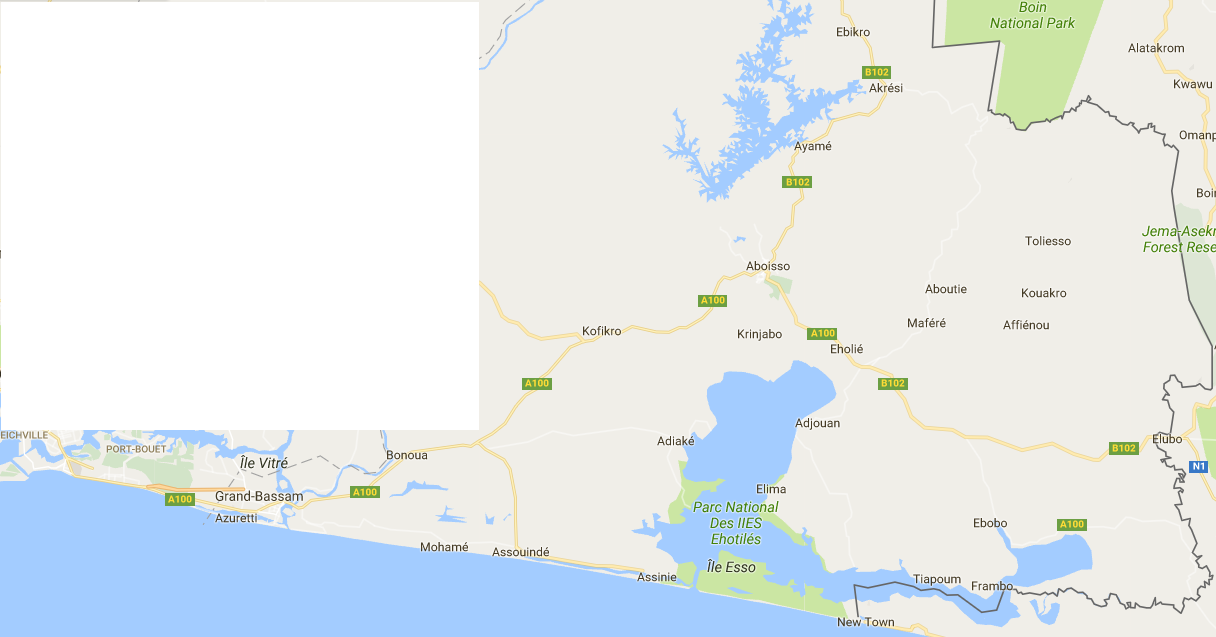 Boin
National Park
Ebikro
Alatakrom
B102
Akrési
Kwawu
Omanp
Ayamé
B102
Boin
Jema-Asekr
Forest Rese
Toliesso
Aboisso
Aboutie
Kouakro
A100
Maféré
Affiénou
Kofikro
Krinjabo
A100
Eholié
A100
B102
Adjouan
EICHVILLE
PORT-BOUET
Adiaké
Elubo
B102
Bonoua
Île Vitré
N1
A100
A100
Grand-Bassam
Elima
Azuretti
Parc National
Des IIES
Ehotilés
Ebobo
A100
Mohamé
Assouindé
Île Esso
Assinie
Tiapoum
Frambo
New Town